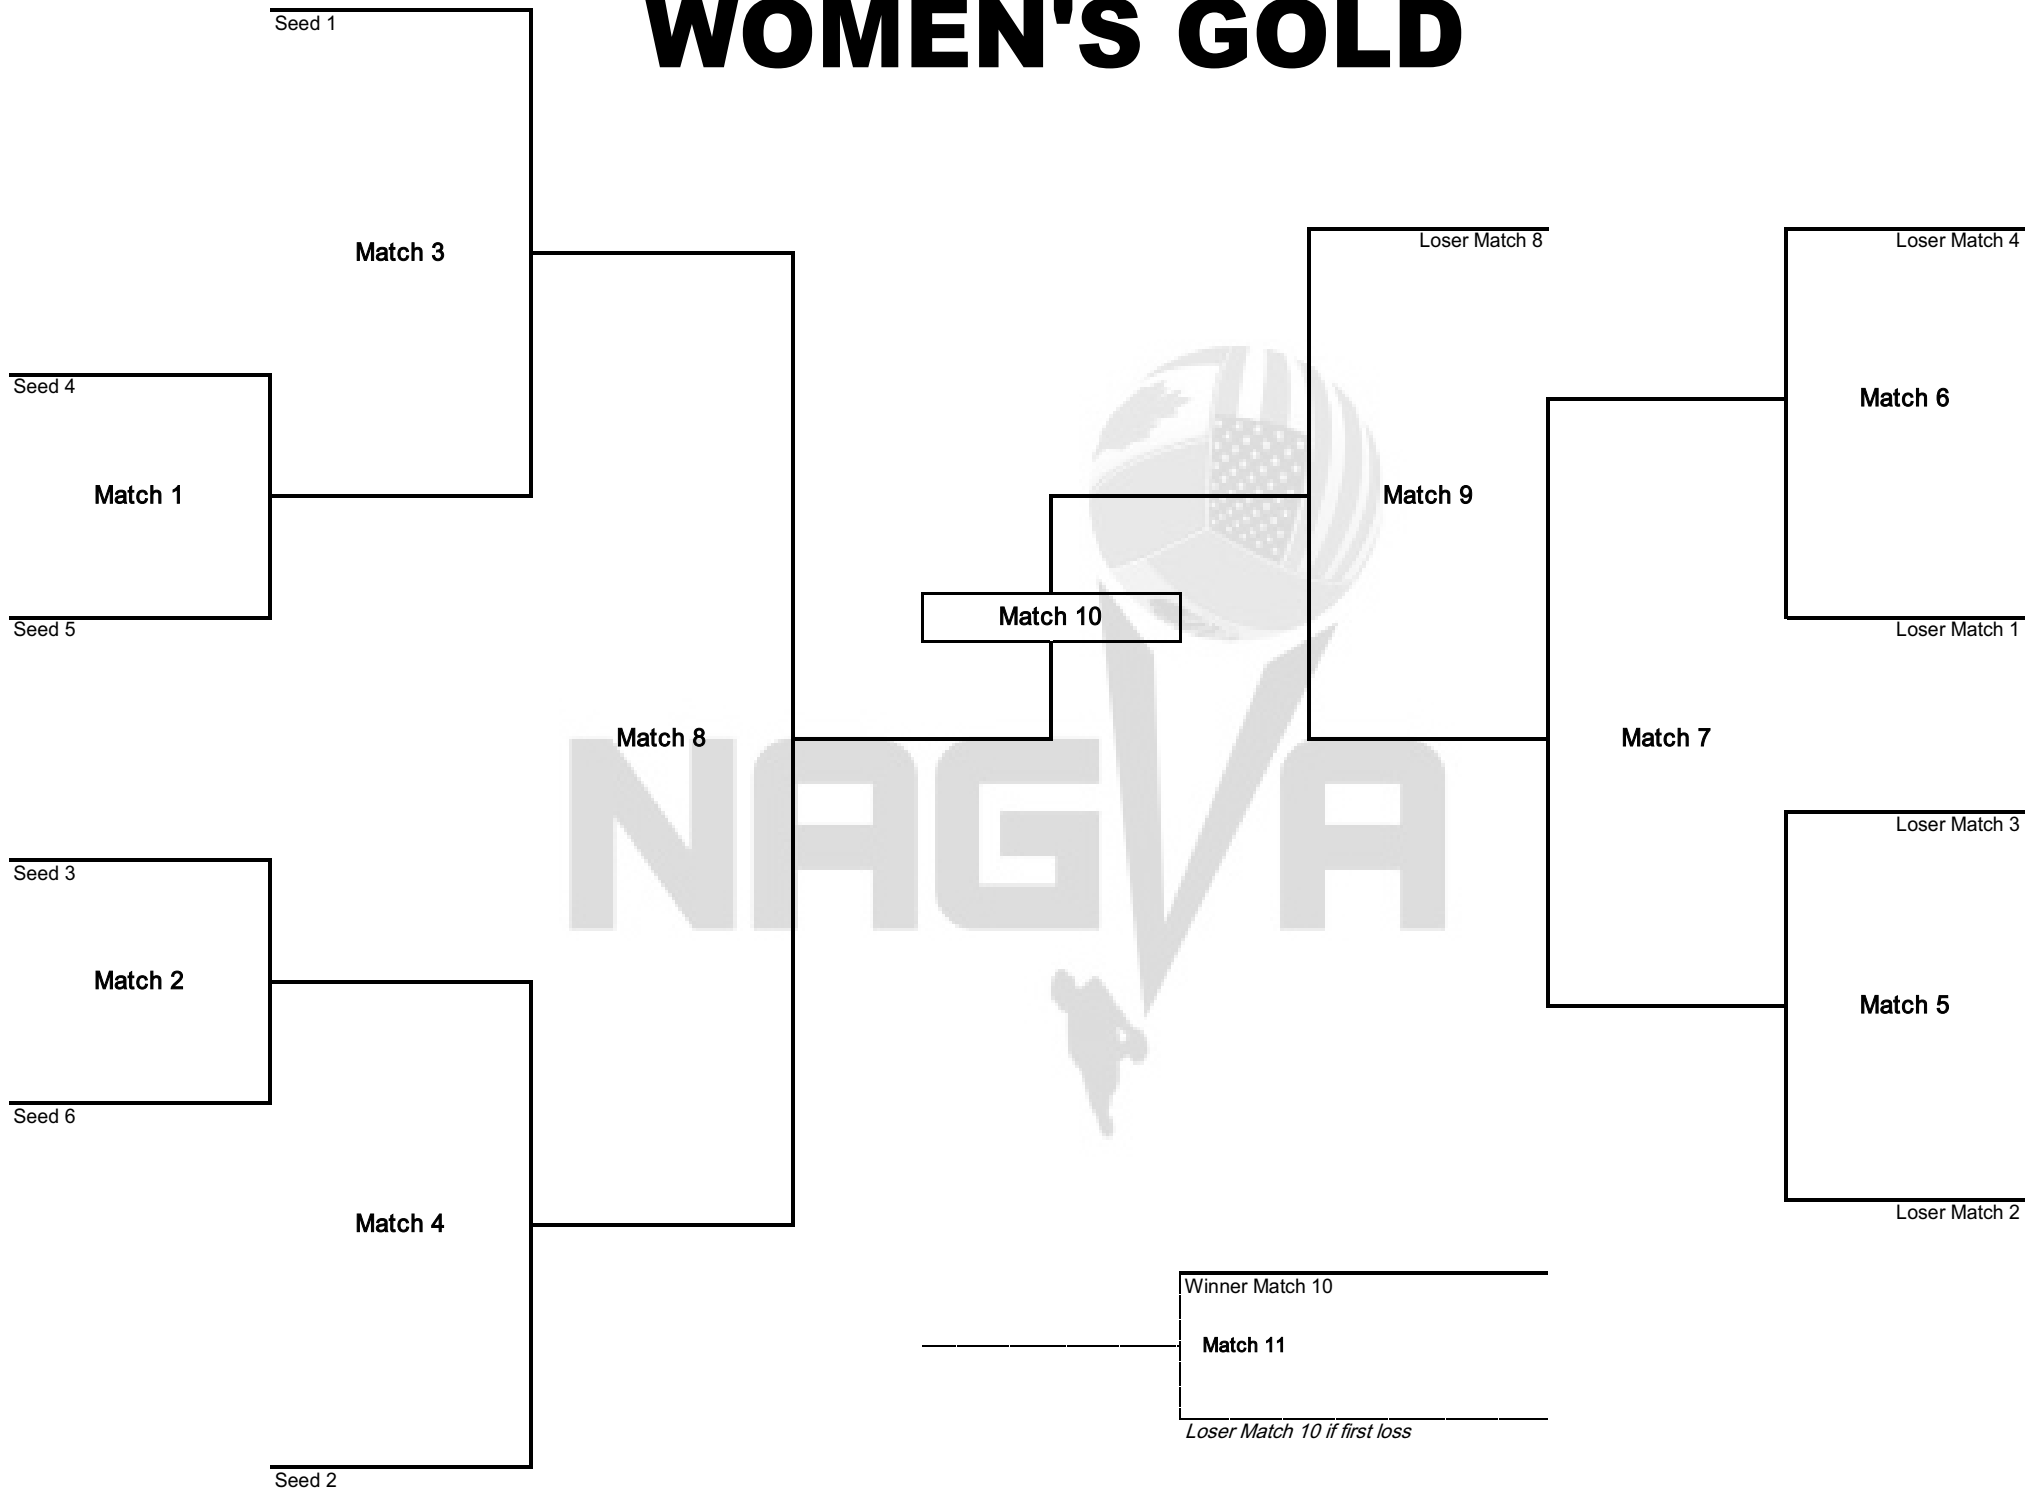 WOMEN'S GOLD
Seed 1
Match 3
Loser Match 8
Loser Match 4
Seed 4
Match 6
Match 1
Match 9
Match 10
Seed 5
Loser Match 1
Match 8
Match 7
NAGVA
Loser Match 3
Seed 3
Match 2
Match 5
Seed 6
Loser Match 2
Match 4
Winner Match 10
Match 11
Loser Match 10 if first loss
Seed 2